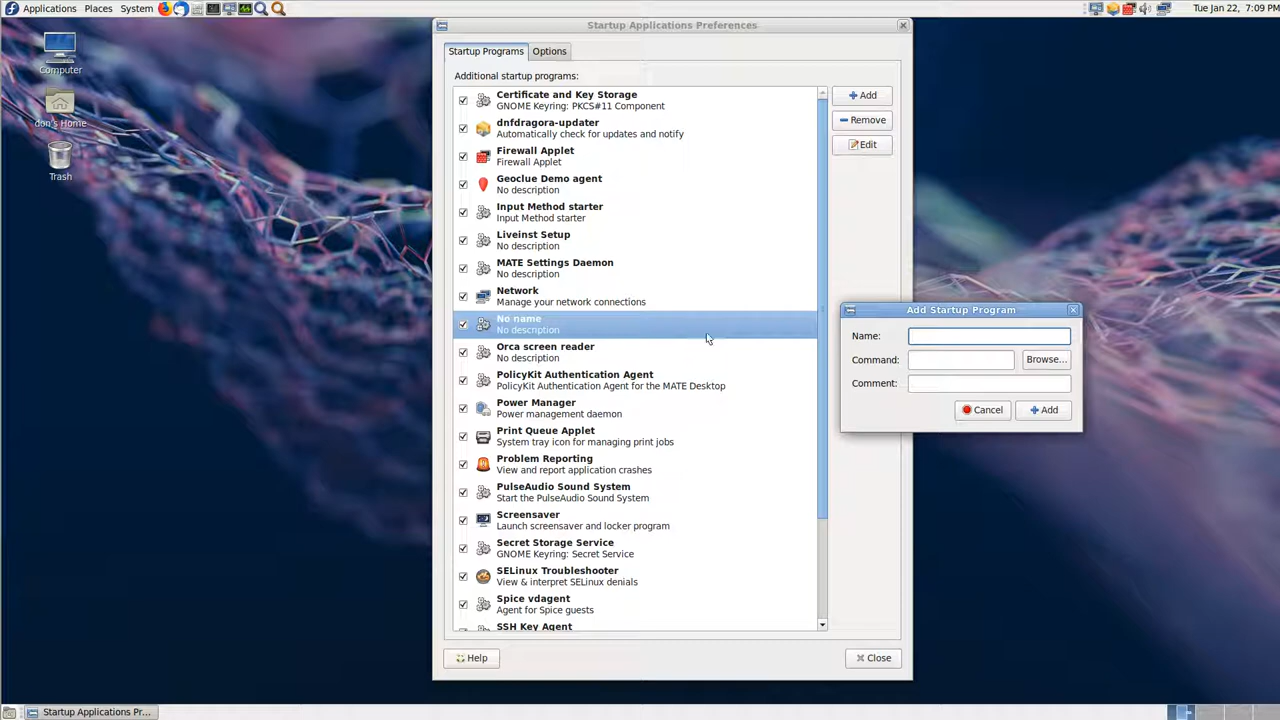 Applications Places System
Tue Jan 22, 7:09 PM
Computer
don's Home
Trash
Startup Applications Preferences
Startup Programs
Options
Additional startup programs:
Certificate and Key Storage
GNOME Keyring: PKCS#11 Component
dnfdragora-updater
Automatically check for updates and notify
Firewall Applet
Firewall Applet
Geoclue Demo agent
No description
Input Method starter
Input Method starter
Liveinst Setup
No description
MATE Settings Daemon
No description
Network
Manage your network connections
No name
No description
Orca screen reader
No description
PolicyKit Authentication Agent
PolicyKit Authentication Agent for the MATE Desktop
Power Manager
Power management daemon
Print Queue Applet
System tray icon for managing print jobs
Problem Reporting
View and report application crashes
PulseAudio Sound System
Start the PulseAudio Sound System
Screensaver
Launch screensaver and locker program
Secret Storage Service
GNOME Keyring: Secret Service
SELinux Troubleshooter
View & interpret SELinux denials
Spice vdagent
Agent for Spice guests
SSH Key Agent
Add
Remove
Edit
Help
Close
Add Startup Program
Name:
Command:
Browse...
Comment:
Cancel
Add
Startup Applications Pr...